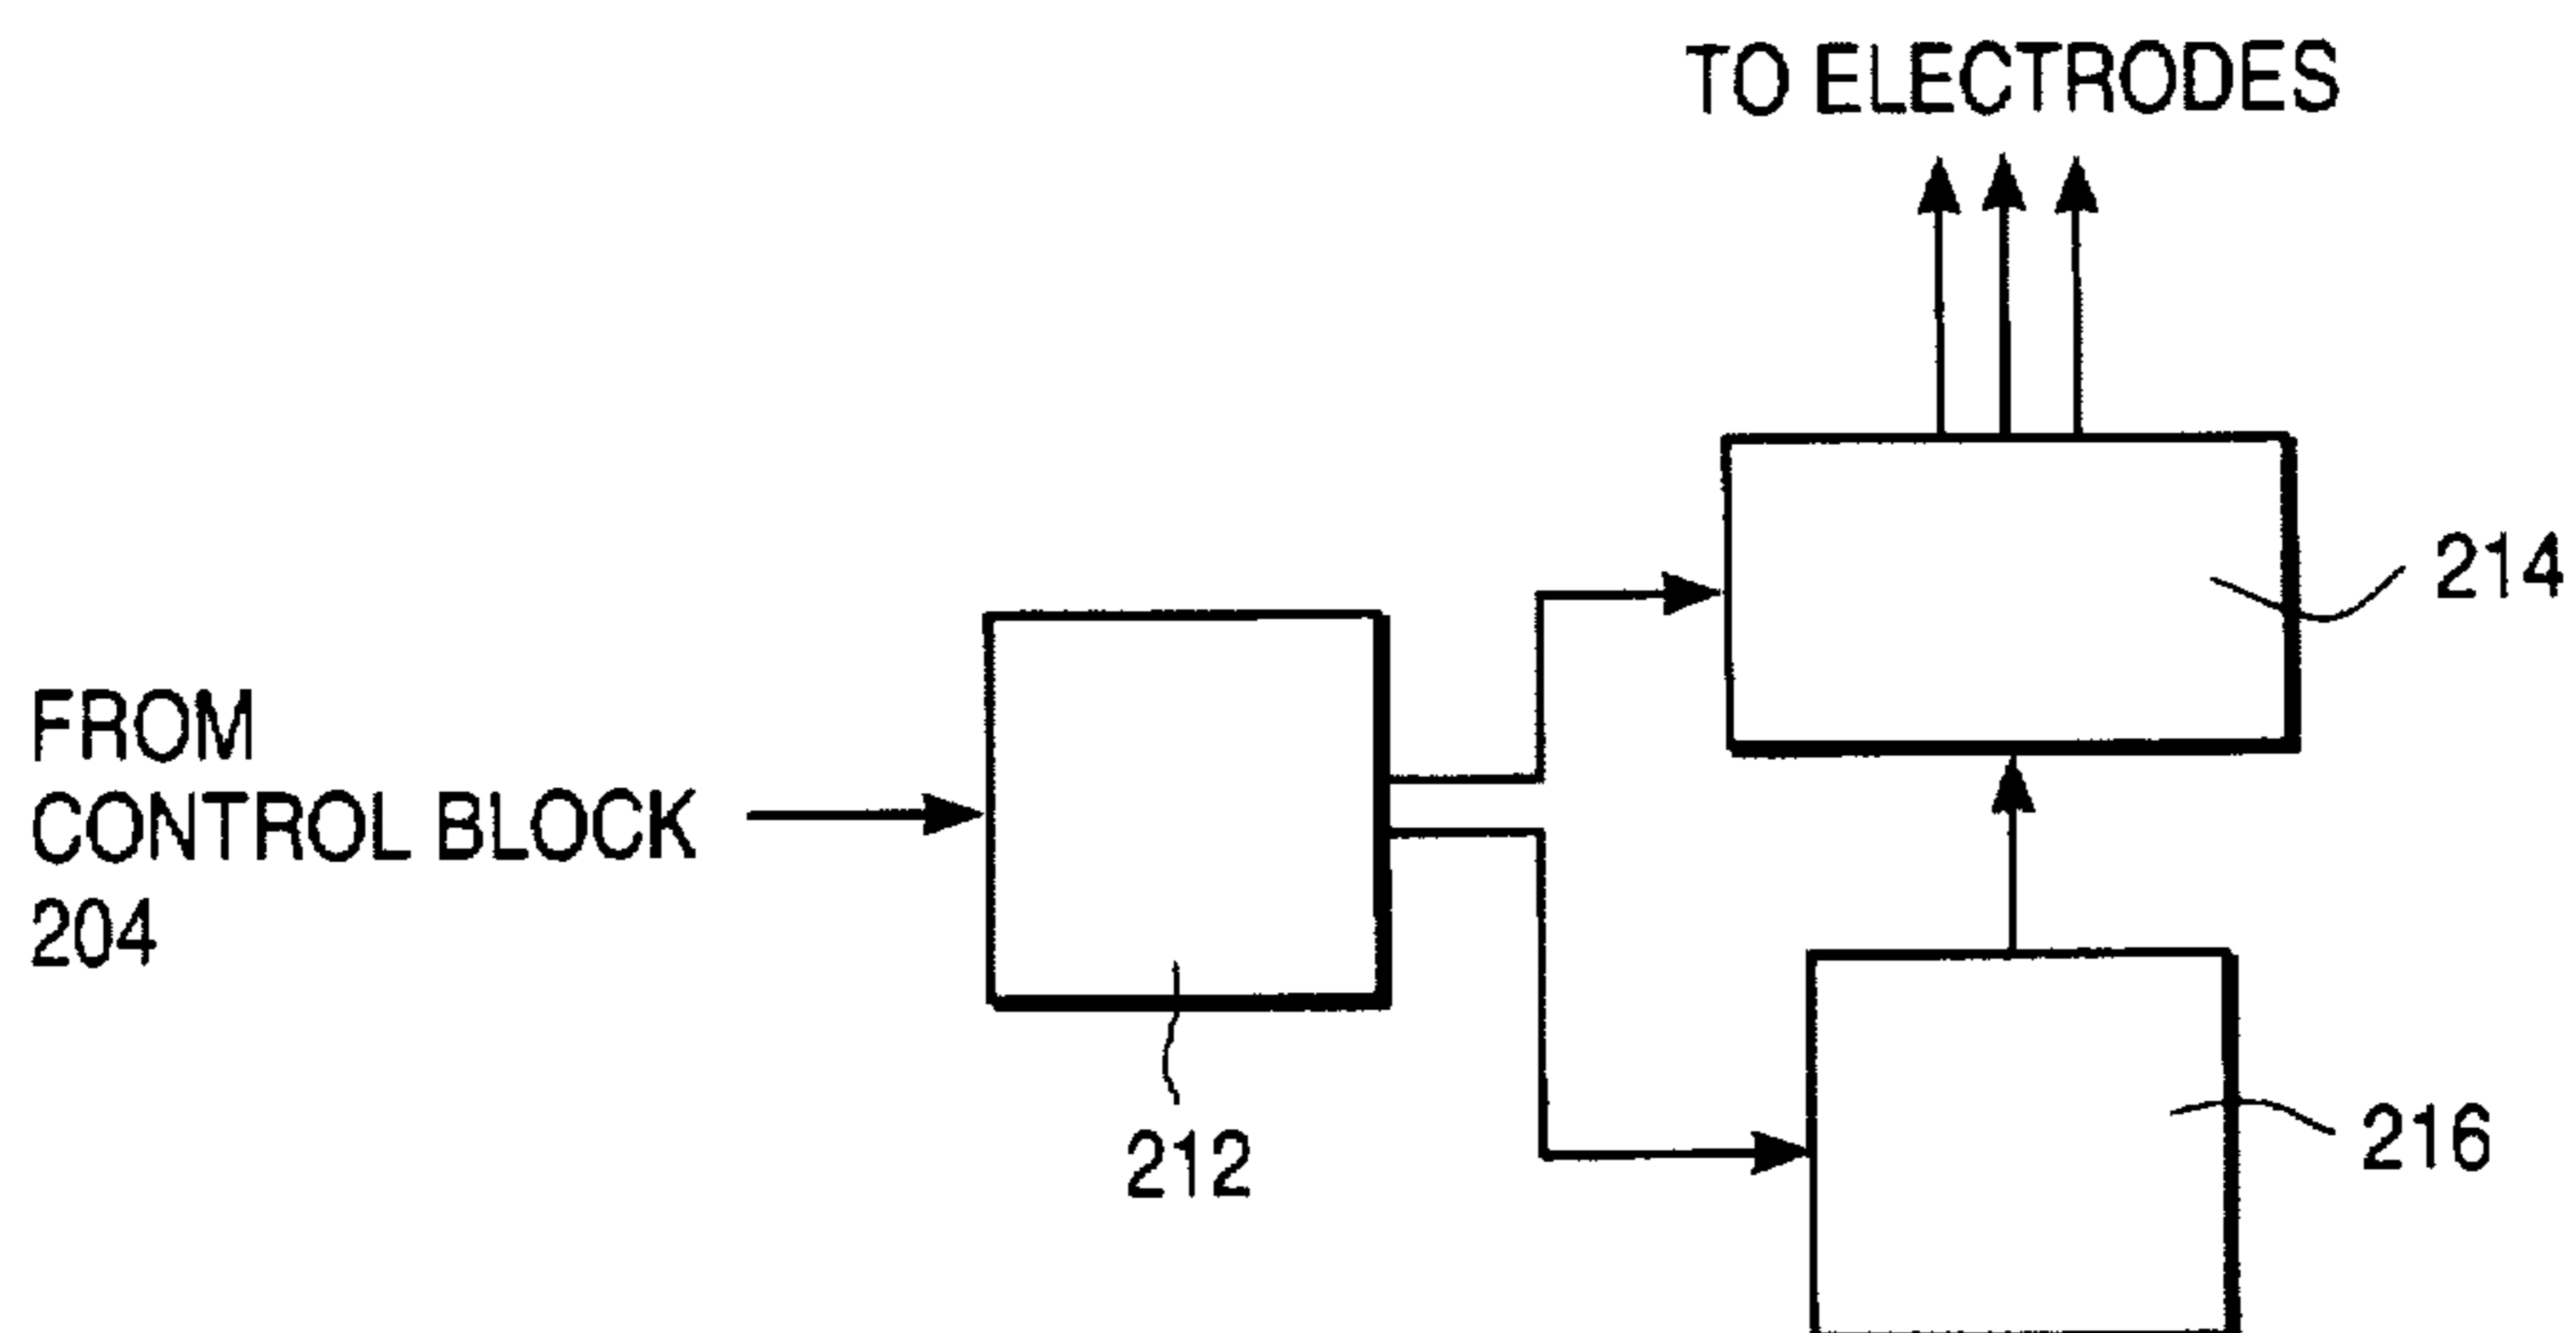 TO ELECTRODES
214
FROM
CONTROL BLOCK
204
212
216